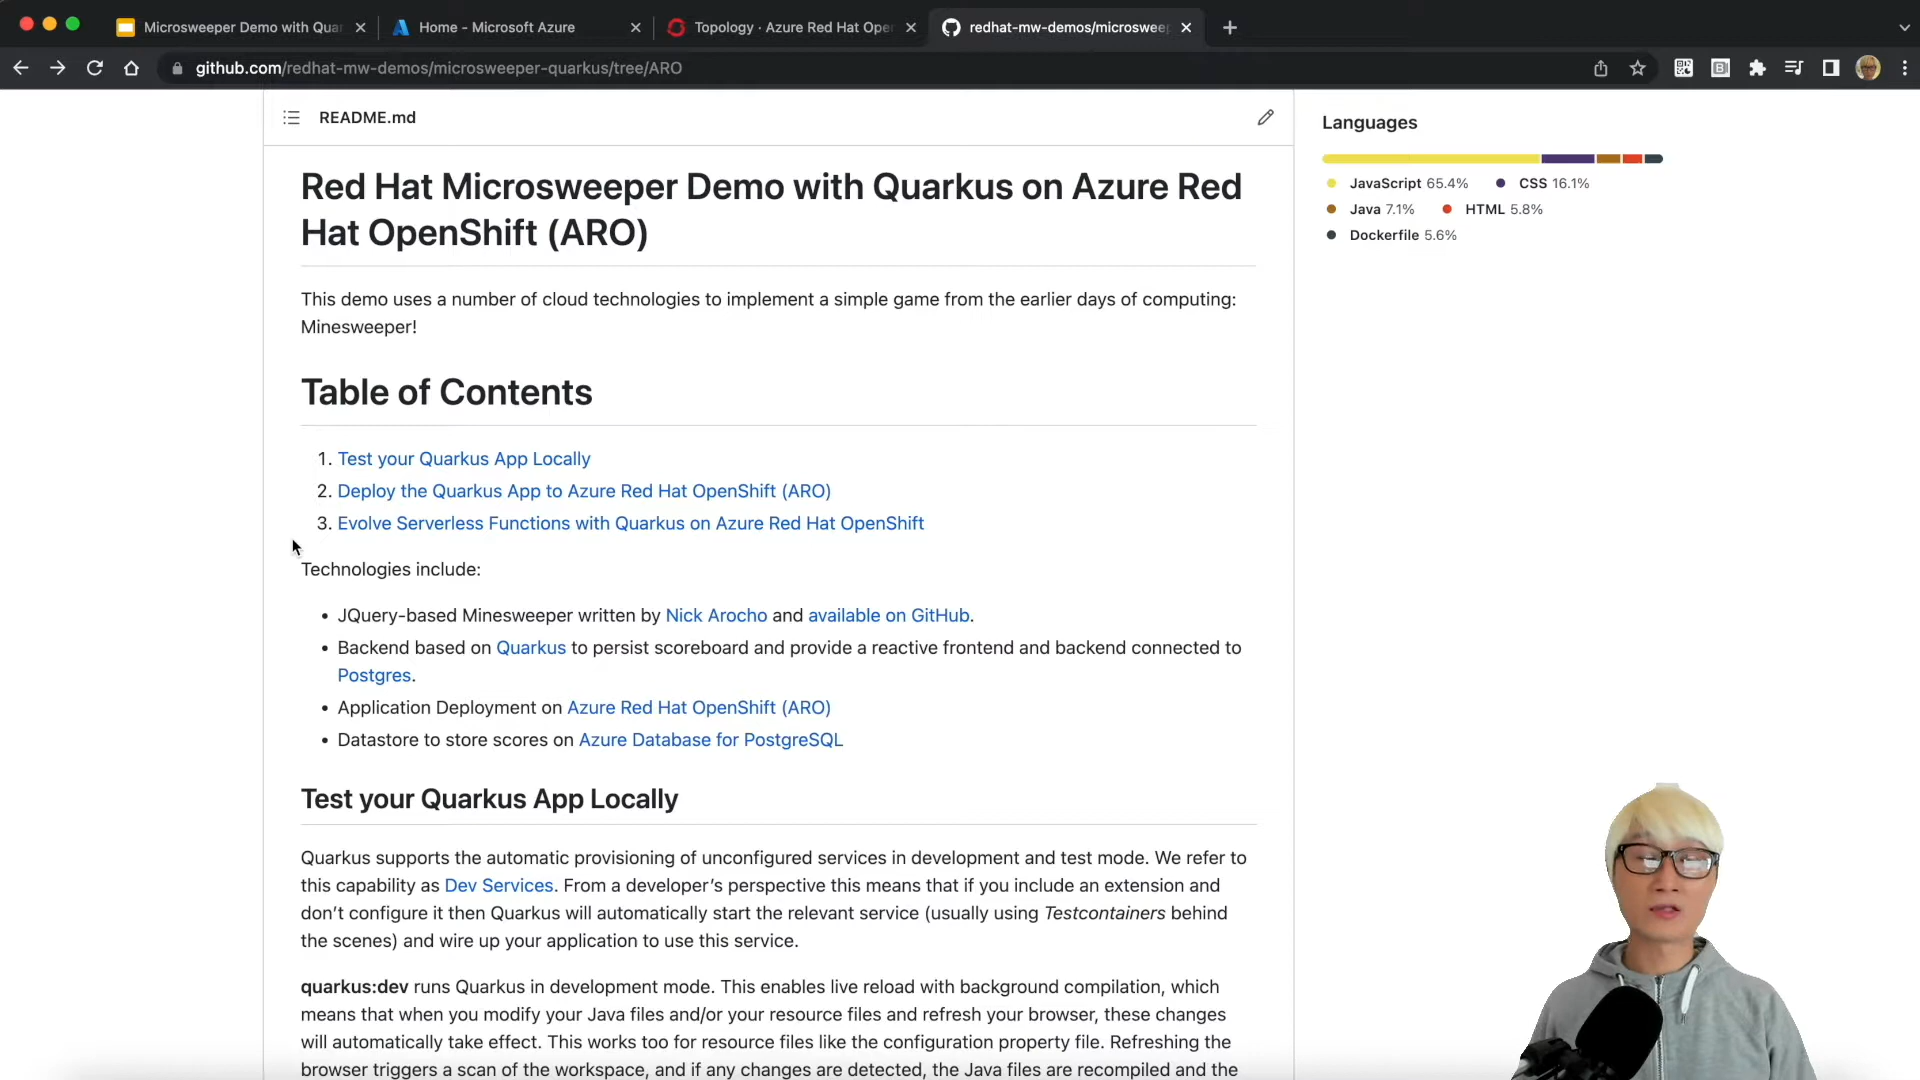 Microsweeper Demo with Quar
Home - Microsoft Azure
Topology · Azure Red Hat Ope
redhat-mw-demos/microsweep
github.com/redhat-mw-demos/microsweeper-quarkus/tree/ARO
README.md
Red Hat Microsweeper Demo with Quarkus on Azure Red
Hat OpenShift (ARO)
This demo uses a number of cloud technologies to implement a simple game from the earlier days of computing:
Minesweeper!
Table of Contents
1. Test your Quarkus App Locally
2. Deploy the Quarkus App to Azure Red Hat OpenShift (ARO)
3. Evolve Serverless Functions with Quarkus on Azure Red Hat OpenShift
Technologies include:
• JQuery-based Minesweeper written by Nick Arocho and available on GitHub.
• Backend based on Quarkus to persist scoreboard and provide a reactive frontend and backend connected to
Postgres.
• Application Deployment on Azure Red Hat OpenShift (ARO)
• Datastore to store scores on Azure Database for PostgreSQL
Test your Quarkus App Locally
Quarkus supports the automatic provisioning of unconfigured services in development and test mode. We refer to
this capability as Dev Services. From a developer's perspective this means that if you include an extension and
don't configure it then Quarkus will automatically start the relevant service (usually using Testcontainers behind
the scenes) and wire up your application to use this service.
quarkus:dev runs Quarkus in development mode. This enables live reload with background compilation, which
means that when you modify your Java files and/or your resource files and refresh your browser, these changes
will automatically take effect. This works too for resource files like the configuration property file. Refreshing the
browser triggers a scan of the workspace, and if any changes are detected, the Java files are recompiled and the
Languages
JavaScript 65.4% CSS 16.1%
Java 7.1% HTML 5.8%
Dockerfile 5.6%